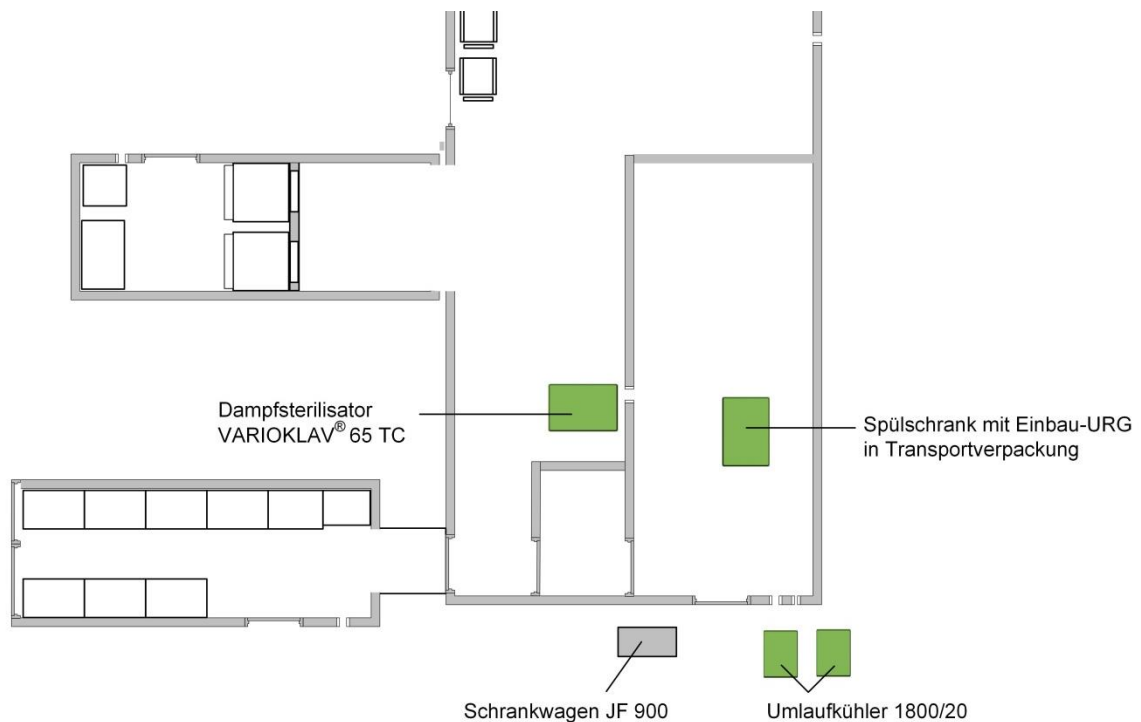 Dampfsterilisator
VARIOKLAV® 65 TC
Spülschrank mit Einbau-URG
in Transportverpackung
Schrankwagen JF 900
Umlaufkühler 1800/20